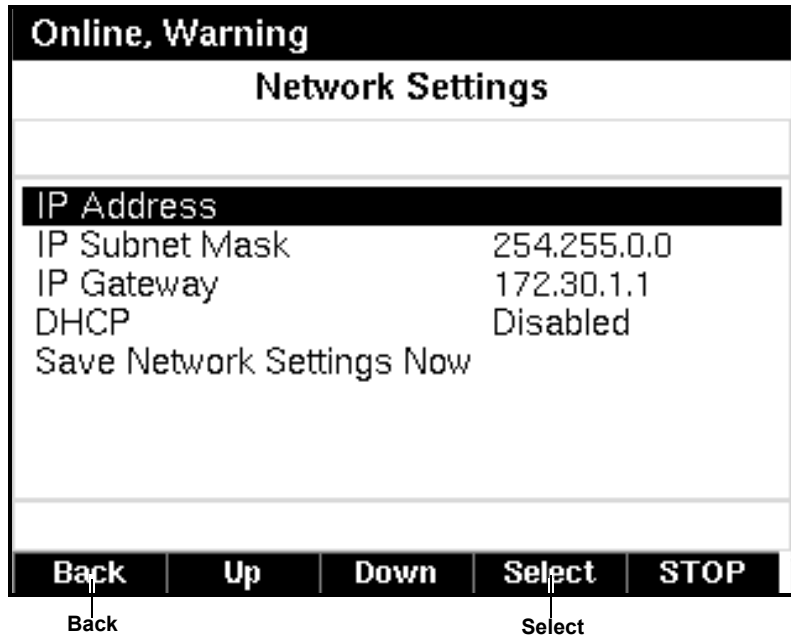 Online, Warning
Network Settings
IP Address
IP Subnet Mask 254.255.0.0
IP Gateway 172.30.1.1
DHCP Disabled
Save Network Settings Now
Back Up Down Select STOP
Back Select